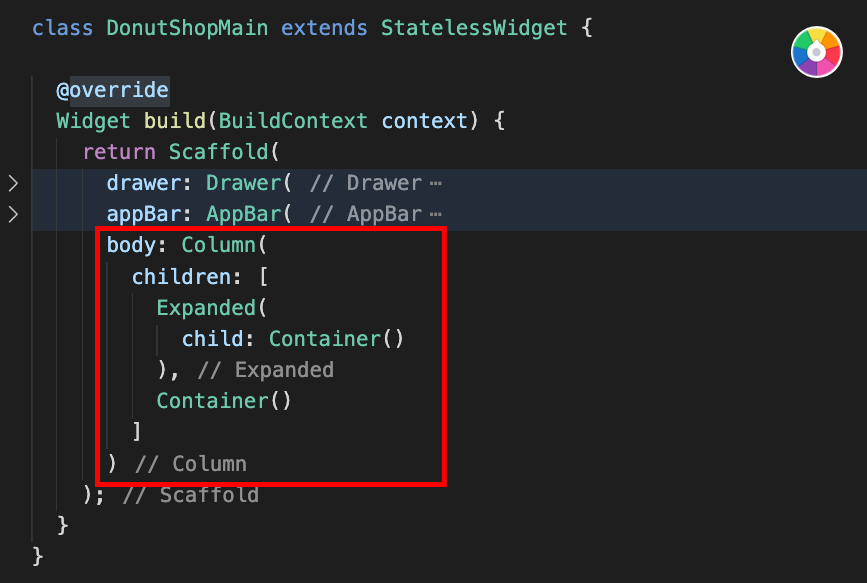 class DonutShopMain extends StatelessWidget {
@override
Widget build(BuildContext context) {
return Scaffold(
drawer: Drawer( // Drawer ⋯
appBar: AppBar( // AppBar ⋯
body: Column(
children: [
Expanded(
child: Container()
), // Expanded
Container()
]
) // Column
); // Scaffold
}
}